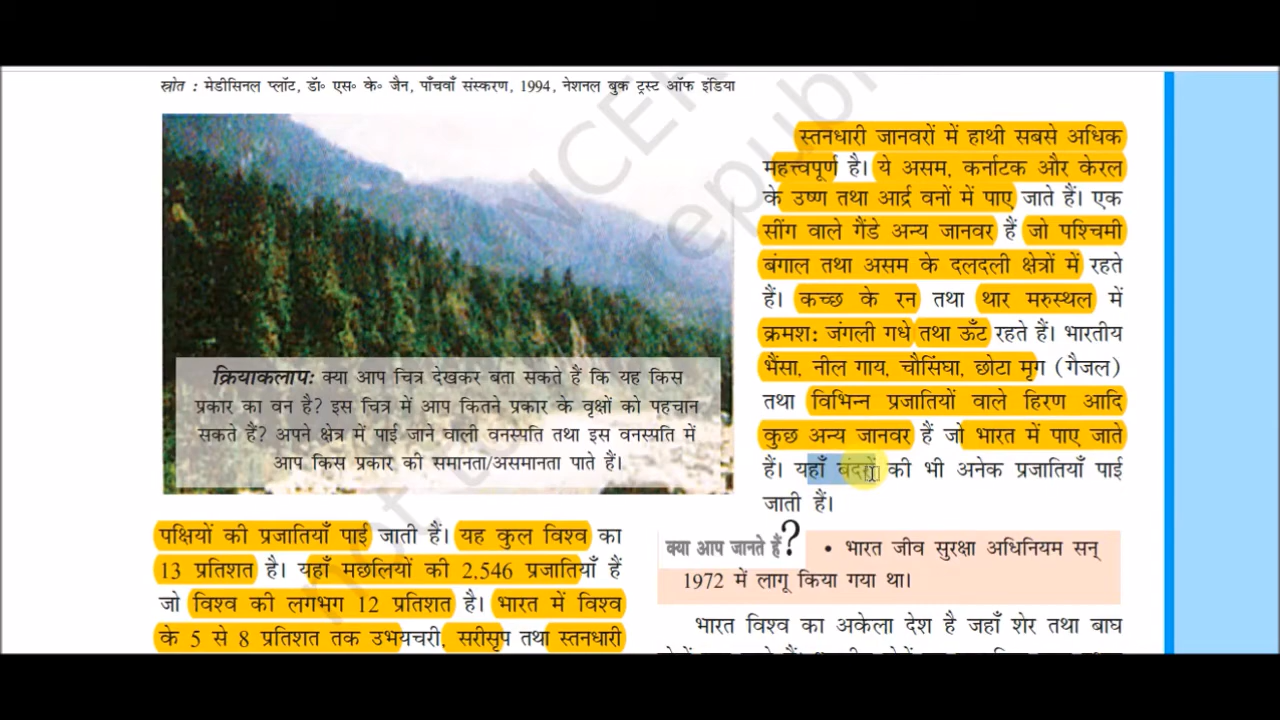 स्रोत : मेडीसिनल प्लॉट, डॉ॰ एस॰ के॰ जैन, पाँचवाँ संस्करण, 1994, नेशनल बुक ट्रस्ट ऑफ इंडिया
क्रियाकलापः क्या आप चित्र देखकर बता सकते हैं कि यह किस
प्रकार का वन है? इस चित्र में आप कितने प्रकार के वृक्षों को पहचान
सकते हैं? अपने क्षेत्र में पाई जाने वाली वनस्पति तथा इस वनस्पति में
आप किस प्रकार की समानता/असमानता पाते हैं।
पक्षियों की प्रजातियाँ पाई जाती हैं। यह कुल विश्व का
13 प्रतिशत है। यहाँ मछलियों की 2,546 प्रजातियाँ हैं
जो विश्व की लगभग 12 प्रतिशत है। भारत में विश्व
के 5 से 8 प्रतिशत तक उभयचरी, सरीसृप तथा स्तनधारी
स्तनधारी जानवरों में हाथी सबसे अधिक
महत्त्वपूर्ण है। ये असम, कर्नाटक और केरल
के उष्ण तथा आर्द्र वनों में पाए जाते हैं। एक
सींग वाले गैंडे अन्य जानवर हैं जो पश्चिमी
बंगाल तथा असम के दलदली क्षेत्रों में रहते
हैं। कच्छ के रन तथा थार मरुस्थल में
क्रमशः जंगली गधे तथा ऊँट रहते हैं। भारतीय
भैंसा, नील गाय, चौसिंघा, छोटा मृग (गैजल)
तथा विभिन्न प्रजातियों वाले हिरण आदि
कुछ अन्य जानवर हैं जो भारत में पाए जाते
हैं। यहाँ बंदरों की भी अनेक प्रजातियाँ पाई
जाती हैं।
क्या आप जानते हैं? • भारत जीव सुरक्षा अधिनियम सन्
1972 में लागू किया गया था।
भारत विश्व का अकेला देश है जहाँ शेर तथा बाघ